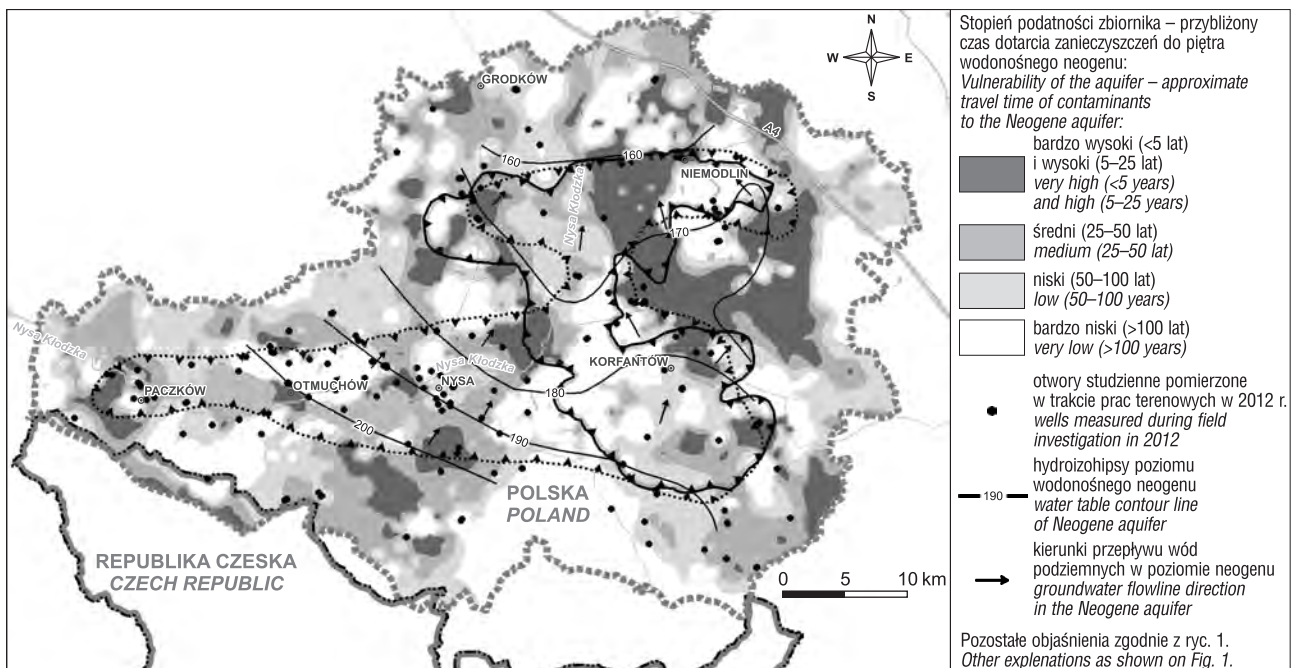 N
W E
S
GRODKÓW
A4
160
160
NIEMODLIN
Nysa Kłodzka
170
Nysa Kłodzka
Nysa Kłodzka
KORFANTÓW
PACZKÓW
OTMUCHÓW
NYSA
180
200
190
POLSKA
POLAND
REPUBLIKA CZESKA
CZECH REPUBLIC
0 5 10 km
Stopień podatności zbiornika – przybliżony
czas dotarcia zanieczyszczeń do piętra
wodonośnego neogenu:
Vulnerability of the aquifer – approximate
travel time of contaminants
to the Neogene aquifer:
bardzo wysoki (<5 lat)
i wysoki (5–25 lat)
very high (<5 years)
and high (5–25 years)
średni (25–50 lat)
medium (25–50 lat)
niski (50–100 lat)
low (50–100 years)
bardzo niski (>100 lat)
very low (>100 years)
otwory studzienne pomierzone
w trakcie prac terenowych w 2012 r.
wells measured during field
investigation in 2012
hydroizohipsy poziomu
wodonośnego neogenu
190
water table contour line
of Neogene aquifer
kierunki przepływu wód
podziemnych w poziomie neogenu
groundwater flowline direction
in the Neogene aquifer
Pozostałe objaśnienia zgodnie z ryc. 1.
Other explenations as shown on Fig. 1.